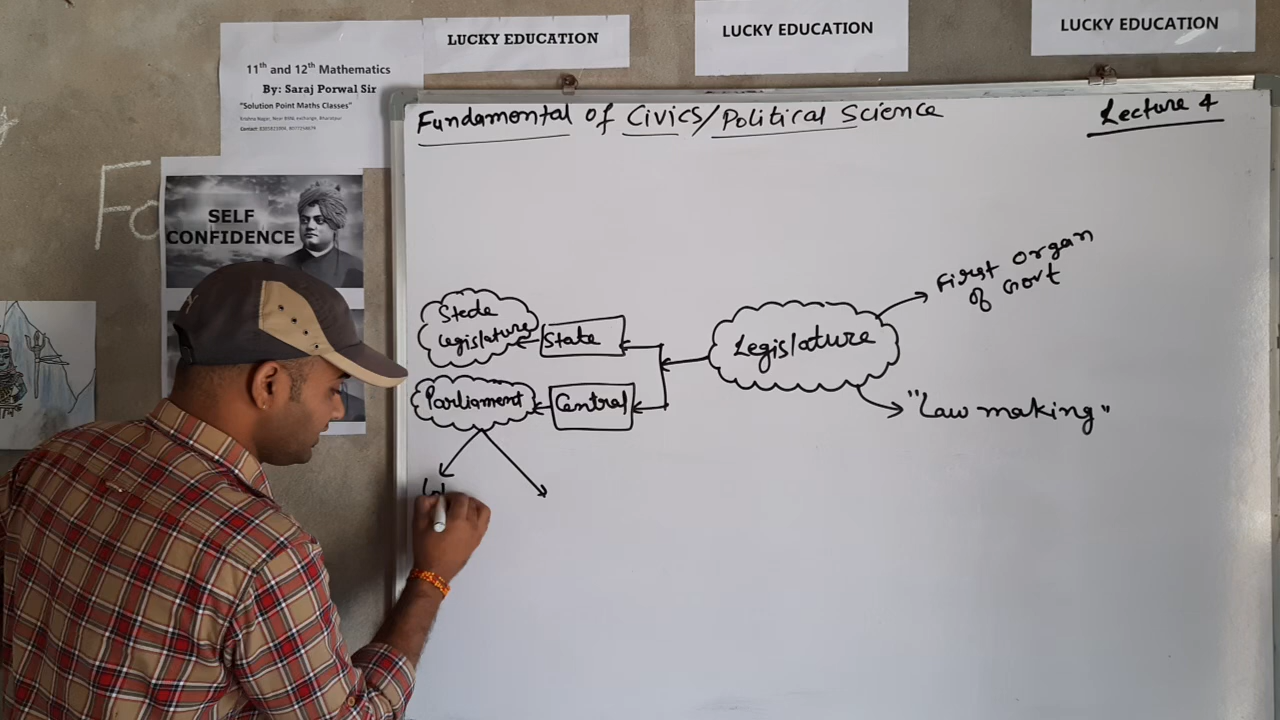 LUCKY EDUCATION
LUCKY EDUCATION
LUCKY EDUCATION
11th and 12th Mathematics
By: Saraj Porwal Sir
"Solution Point Maths Classes"
SELF
CONFIDENCE
Fundamental of Civics/Political Science
Lecture 4
First organ
of Govt
Legislature
"Law making"
State
Legislature
State
Parliament
Central